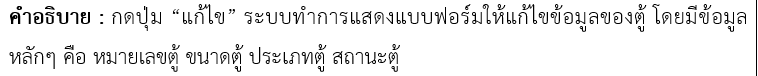 คำอธิบาย : กดปุ่ม “แก้ไข” ระบบทำการแสดงแบบฟอร์มให้แก้ไขข้อมูลของตู้ โดยมีข้อมูล
หลักๆ คือ หมายเลขตู้ ขนาดตู้ ประเภทตู้ สถานะตู้